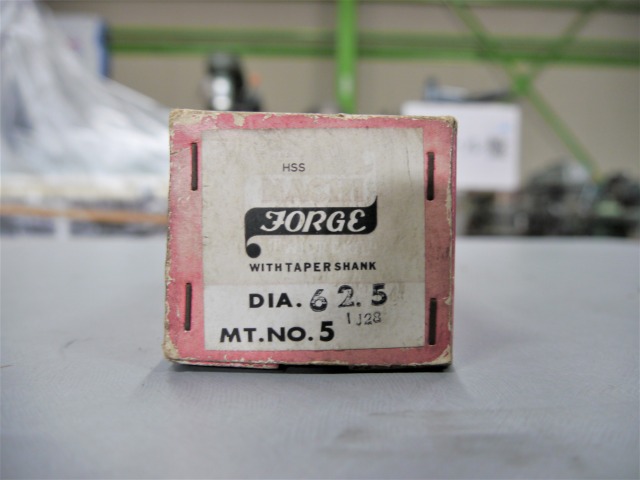 HSS
FORGE
WITH TAPER SHANK
DIA. 62.5
1J28
MT. NO. 5